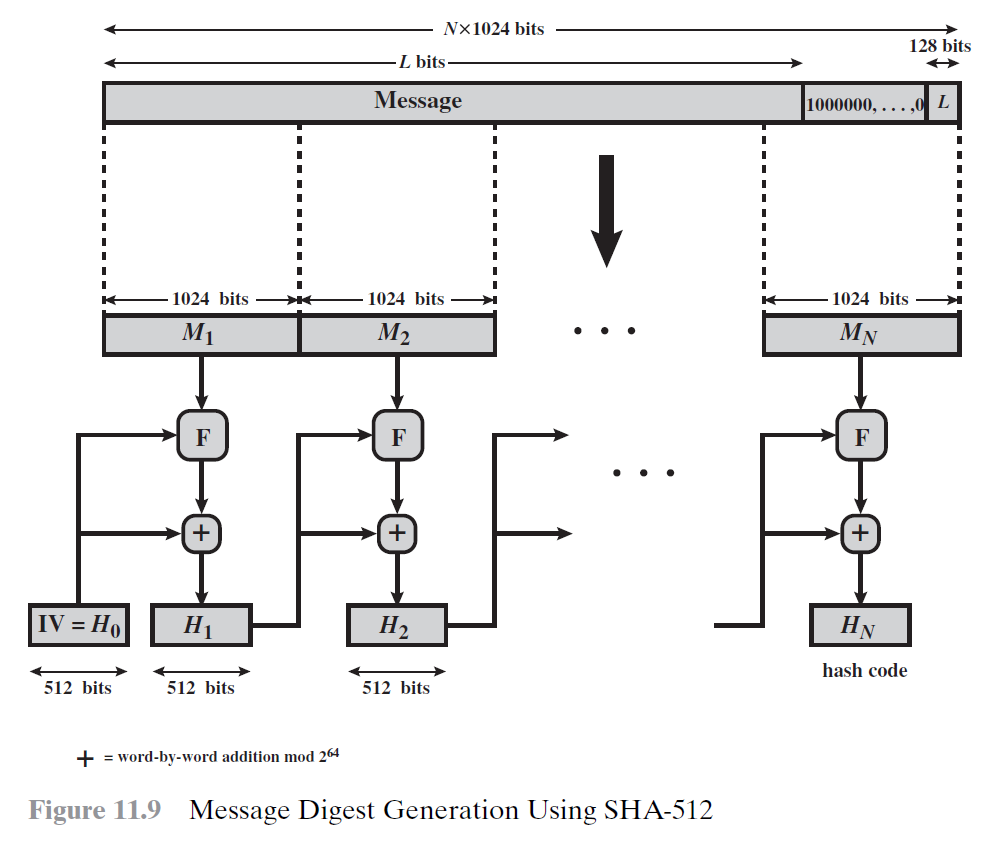 N×1024 bits
128 bits
L bits
Message
1000000, . . . ,0
L
1024 bits
1024 bits
1024 bits
M1
M2
. . .
MN
F
F
F
. . .
+
+
+
IV = H0
H1
H2
HN
hash code
512 bits
512 bits
512 bits
+ = word-by-word addition mod 2^64
Figure 11.9 Message Digest Generation Using SHA-512